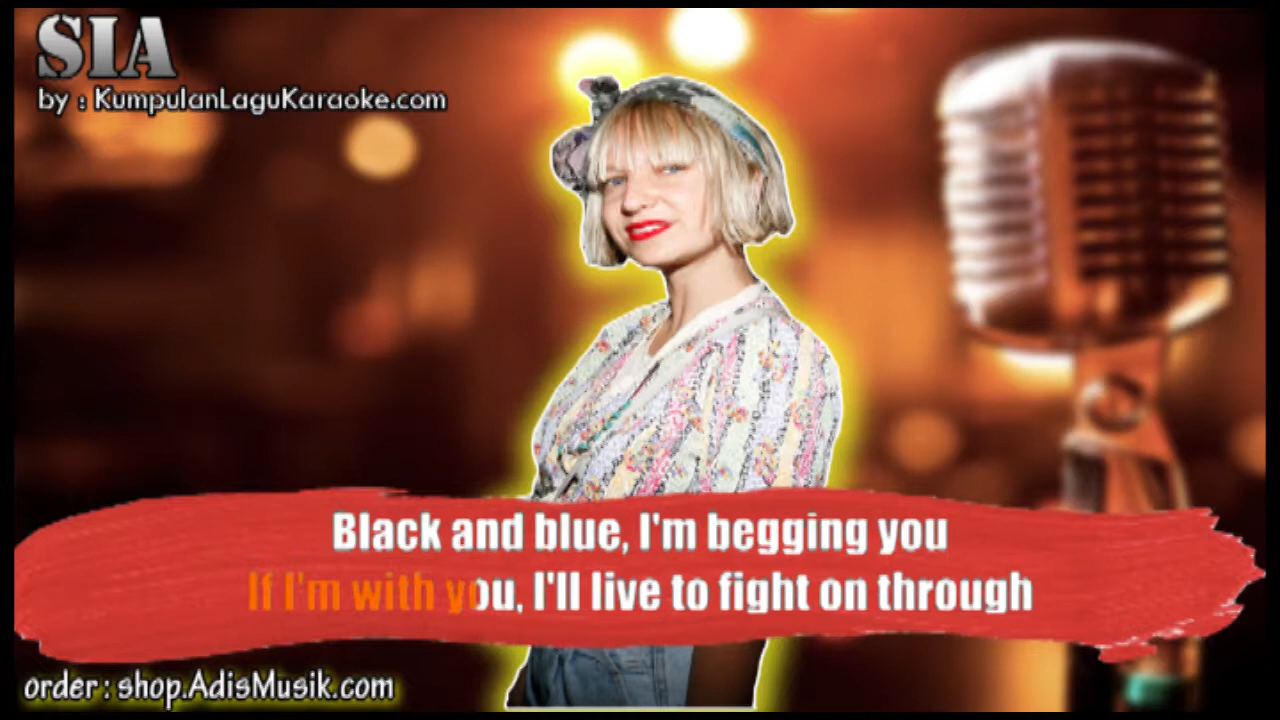 SIA
by : KumpulanLaguKaraoke.com
Black and blue, I'm begging you
If I'm with you, I'll live to fight on through
order : shop.AdisMusik.com